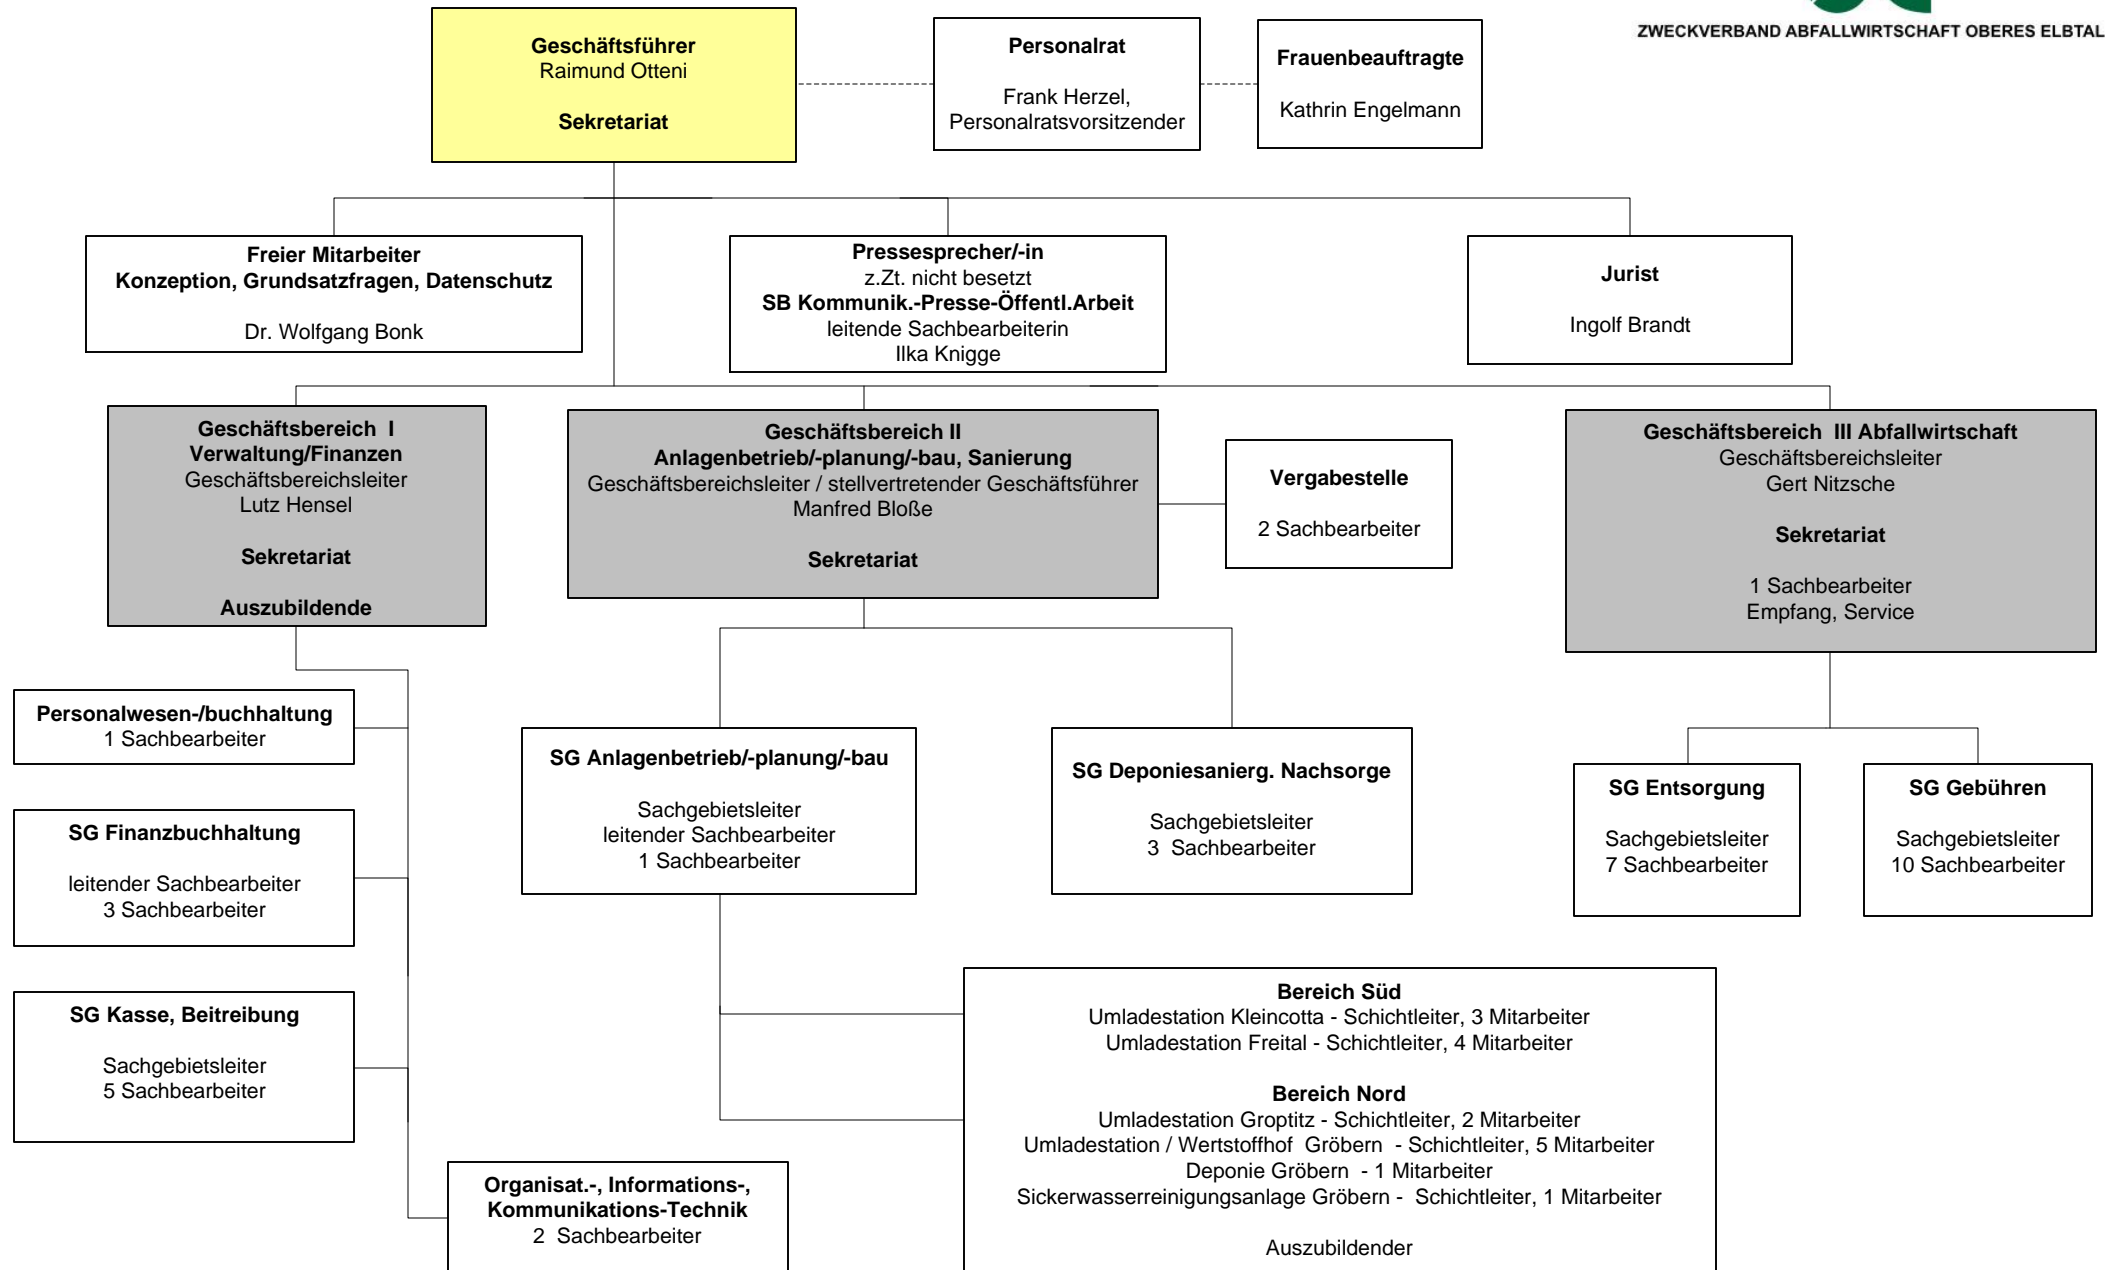 ZWECKVERBAND ABFALLWIRTSCHAFT OBERES ELBTAL
Geschäftsführer
Raimund Otteni
Sekretariat
Personalrat
Frank Herzel,
Personalratsvorsitzender
Frauenbeauftragte
Kathrin Engelmann
Freier Mitarbeiter
Konzeption, Grundsatzfragen, Datenschutz
Dr. Wolfgang Bonk
Pressesprecher/-in
z.Zt. nicht besetzt
SB Kommunik.-Presse-Öffentl.Arbeit
leitende Sachbearbeiterin
Ilka Knigge
Jurist
Ingolf Brandt
Geschäftsbereich I
Verwaltung/Finanzen
Geschäftsbereichsleiter
Lutz Hensel
Sekretariat
Auszubildende
Geschäftsbereich II
Anlagenbetrieb/-planung/-bau, Sanierung
Geschäftsbereichsleiter / stellvertretender Geschäftsführer
Manfred Bloße
Sekretariat
Vergabestelle
2 Sachbearbeiter
Geschäftsbereich III Abfallwirtschaft
Geschäftsbereichsleiter
Gert Nitzsche
Sekretariat
1 Sachbearbeiter
Empfang, Service
Personalwesen-/buchhaltung
1 Sachbearbeiter
SG Finanzbuchhaltung
leitender Sachbearbeiter
3 Sachbearbeiter
SG Kasse, Beitreibung
Sachgebietsleiter
5 Sachbearbeiter
Organisat.-, Informations-,
Kommunikations-Technik
2 Sachbearbeiter
SG Anlagenbetrieb/-planung/-bau
Sachgebietsleiter
leitender Sachbearbeiter
1 Sachbearbeiter
SG Deponiesanierg. Nachsorge
Sachgebietsleiter
3 Sachbearbeiter
SG Entsorgung
Sachgebietsleiter
7 Sachbearbeiter
SG Gebühren
Sachgebietsleiter
10 Sachbearbeiter
Bereich Süd
Umladestation Kleincotta - Schichtleiter, 3 Mitarbeiter
Umladestation Freital - Schichtleiter, 4 Mitarbeiter
Bereich Nord
Umladestation Groptitz - Schichtleiter, 2 Mitarbeiter
Umladestation / Wertstoffhof Gröbern - Schichtleiter, 5 Mitarbeiter
Deponie Gröbern - 1 Mitarbeiter
Sickerwasserreinigungsanlage Gröbern - Schichtleiter, 1 Mitarbeiter
Auszubildender